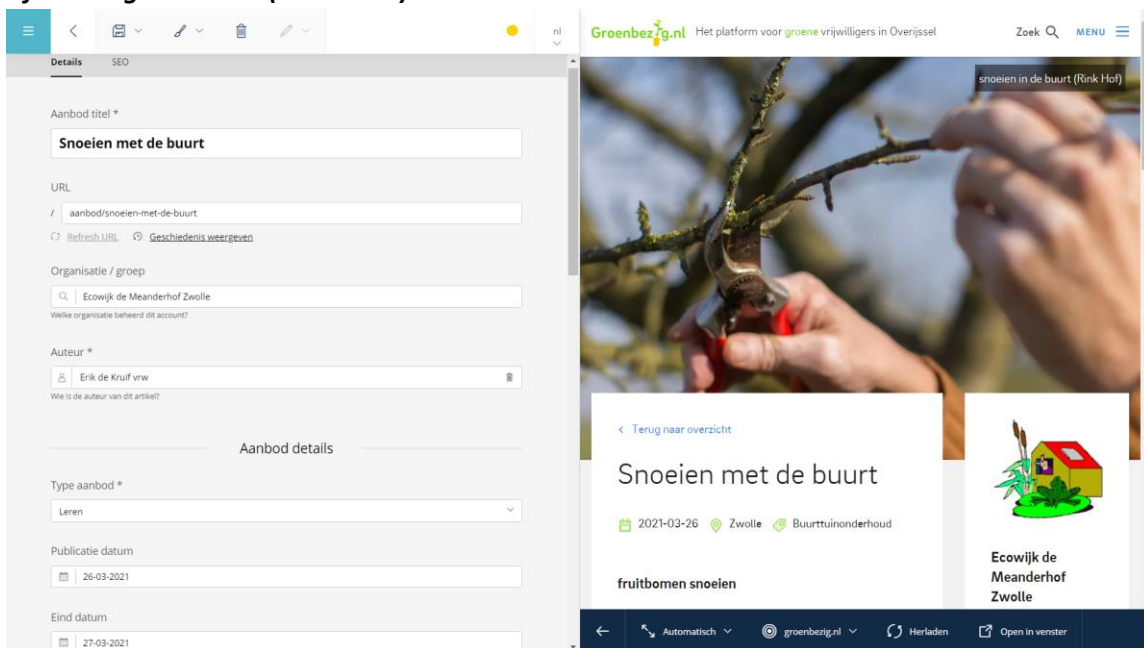 nl
Details SEO
Aanbod titel *
Snoeien met de buurt
URL
/ aanbod/snoeien-met-de-buurt
Refresh URL Geschiedenis weergeven
Organisatie / groep
Ecowijk de Meanderhof Zwolle
Welke organisatie beheerd dit account?
Auteur *
Erik de Kruif vrw
Wie is de auteur van dit artikel?
Aanbod details
Type aanbod *
Leren
Publicatie datum
26-03-2021
Eind datum
27-03-2021
Groenbezig.nl Het platform voor groene vrijwilligers in Overijssel Zoek MENU
snoeien in de buurt (Rink Hof)
< Terug naar overzicht
Snoeien met de buurt
2021-03-26 Zwolle Buurttuinonderhoud
fruitbomen snoeien
Ecowijk de
Meanderhof
Zwolle
Automatisch groenbezig.nl Herladen Open in venster